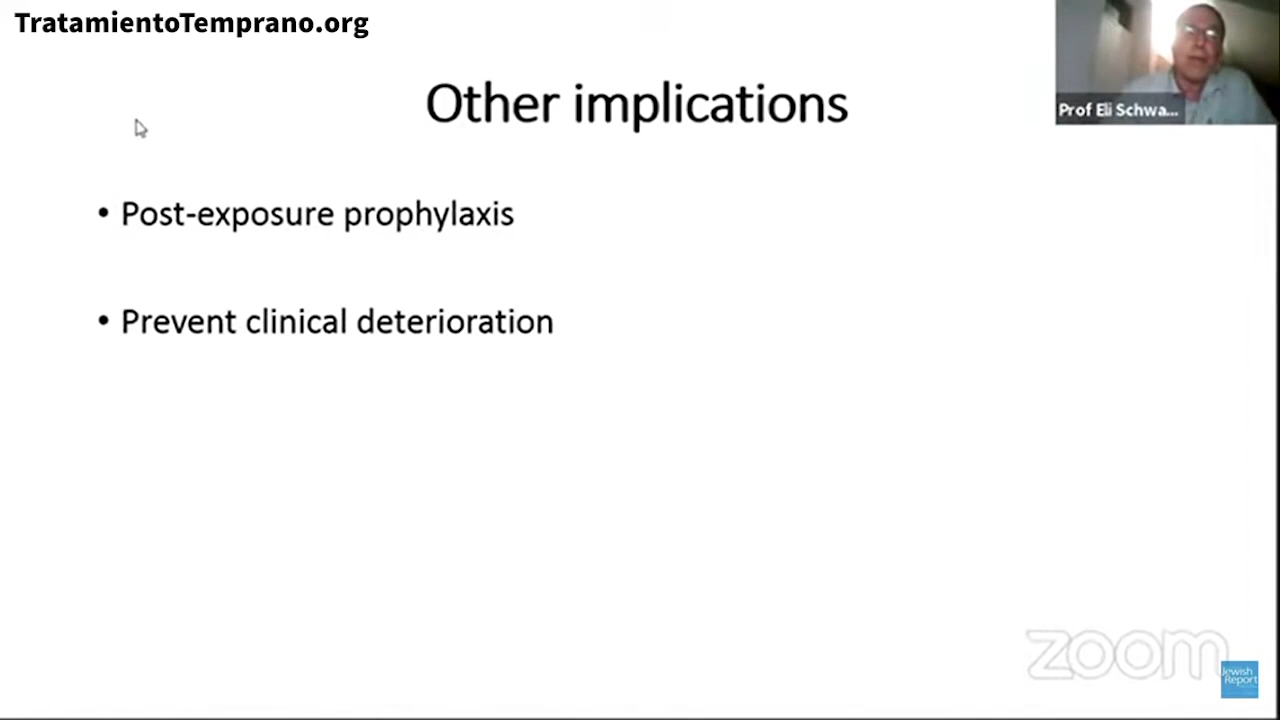 TratamientoTemprano.org
Prof Eli Schwa...
Other implications
• Post-exposure prophylaxis
• Prevent clinical deterioration
zoom
Jewish
Report